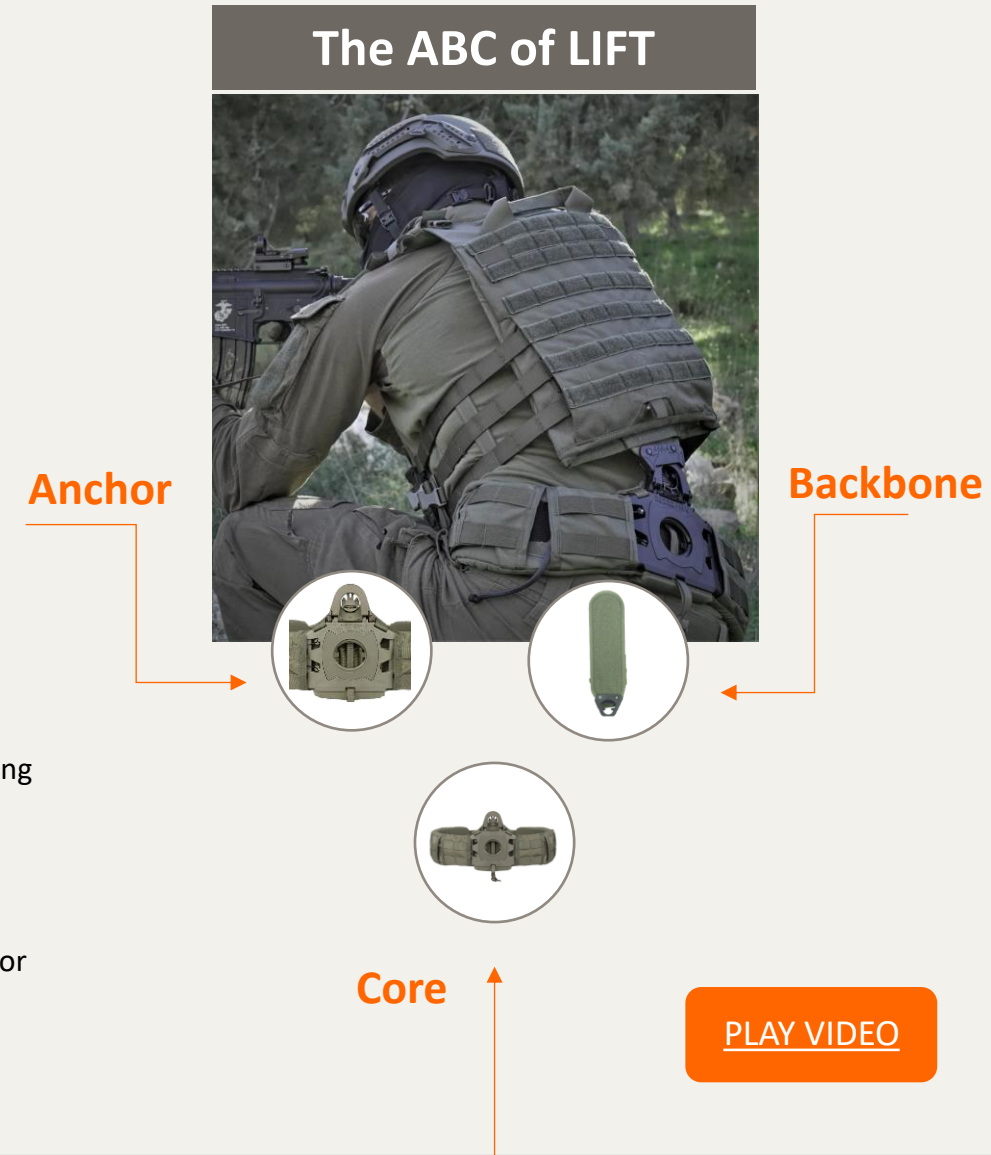 The ABC of LIFT
Anchor
Backbone
ng
or
Core
PLAY VIDEO